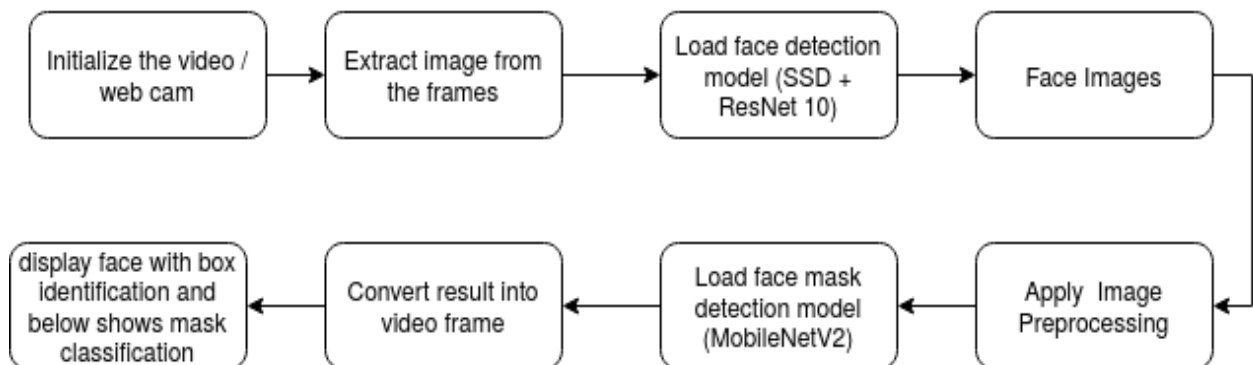 Initialize the video /
web cam
Extract image from
the frames
Load face detection
model (SSD +
ResNet 10)
Face Images
Apply Image
Preprocessing
Load face mask
detection model
(MobileNetV2)
Convert result into
video frame
display face with box
identification and
below shows mask
classification